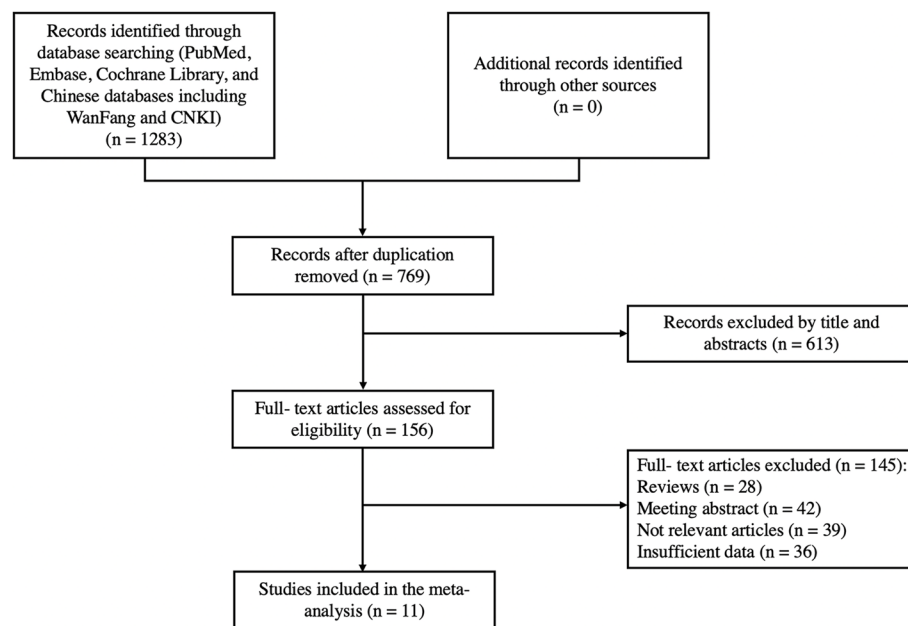 Records identified through
database searching (PubMed,
Embase, Cochrane Library, and
Chinese databases including
WanFang and CNKI)
(n = 1283)
Additional records identified
through other sources
(n = 0)
Records after duplication
removed (n = 769)
Records excluded by title and
abstracts (n = 613)
Full- text articles assessed for
eligibility (n = 156)
Full- text articles excluded (n = 145):
Reviews (n = 28)
Meeting abstract (n = 42)
Not relevant articles (n = 39)
Insufficient data (n = 36)
Studies included in the meta-
analysis (n = 11)